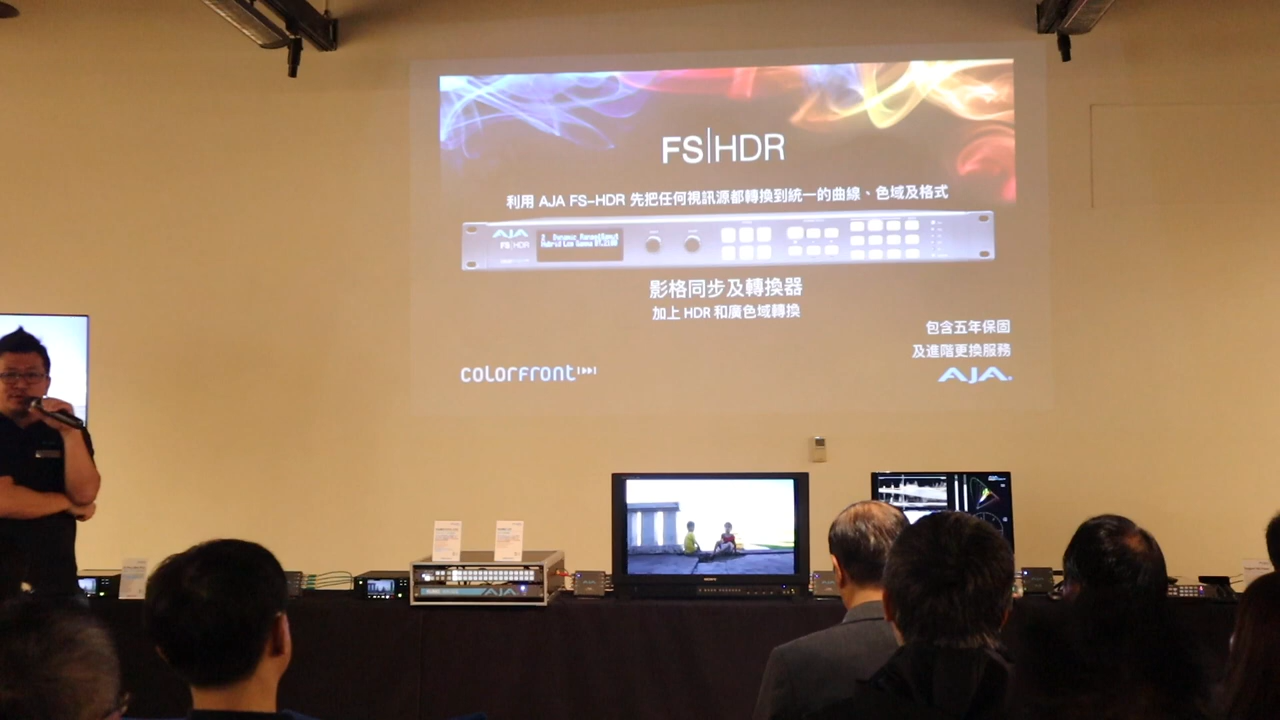 FS|HDR
利用 AJA FS-HDR 先把任何視訊源都轉換到統一的曲線、色域及格式
AJA
FS|HDR
影格同步及轉換器
加上 HDR 和廣色域轉換
包含五年保固
及進階更換服務
colorfront
AJA
AJA